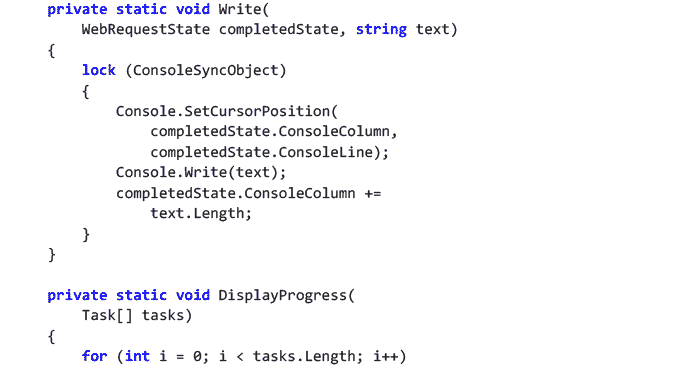 private static void Write(
    WebRequestState completedState, string text)
{
    lock (ConsoleSyncObject)
    {
        Console.SetCursorPosition(
            completedState.ConsoleColumn,
            completedState.ConsoleLine);
        Console.Write(text);
        completedState.ConsoleColumn +=
            text.Length;
    }
}

private static void DisplayProgress(
    Task[] tasks)
{
    for (int i = 0; i < tasks.Length; i++)